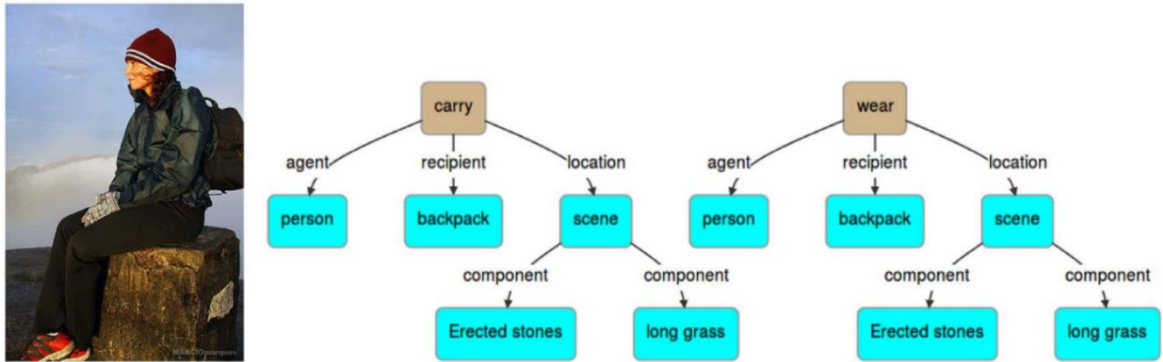 carry
wear
agent
recipient
location
agent
recipient
location
person
backpack
scene
person
backpack
scene
component
component
component
component
Erected stones
long grass
Erected stones
long grass